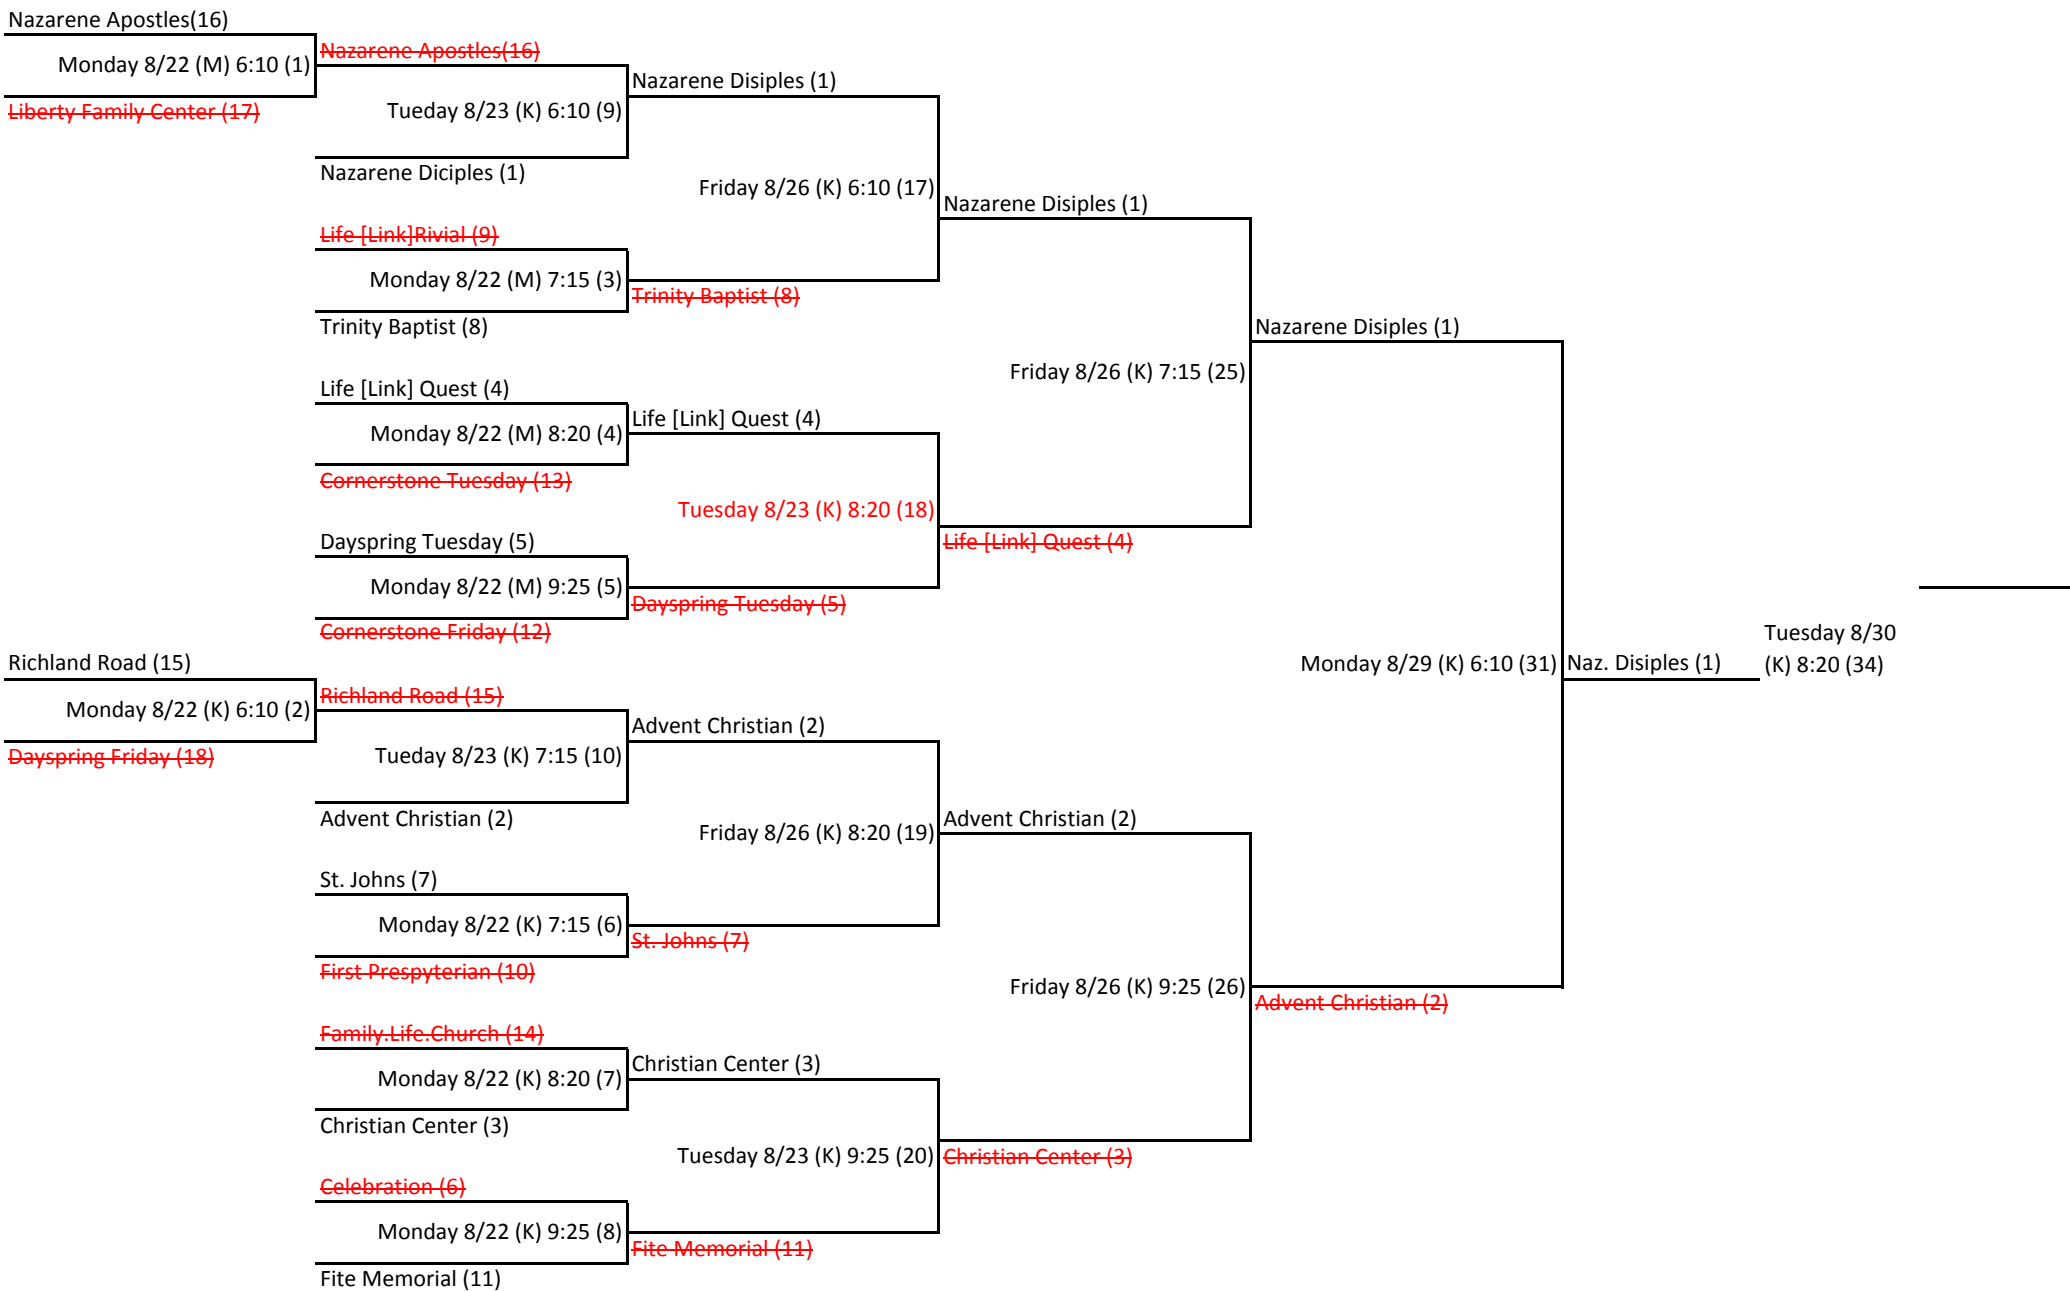 Nazarene Apostles(16)
Monday 8/22 (M) 6:10 (1)
Liberty Family Center (17)
Nazarene Apostles(16)
Tueday 8/23 (K) 6:10 (9)
Nazarene Diciples (1)
Nazarene Disiples (1)
Friday 8/26 (K) 6:10 (17)
Life [Link]Rivial (9)
Monday 8/22 (M) 7:15 (3)
Trinity Baptist (8)
Trinity Baptist (8)
Nazarene Disiples (1)
Life [Link] Quest (4)
Monday 8/22 (M) 8:20 (4)
Cornerstone Tuesday (13)
Life [Link] Quest (4)
Tuesday 8/23 (K) 8:20 (18)
Dayspring Tuesday (5)
Monday 8/22 (M) 9:25 (5)
Cornerstone Friday (12)
Dayspring Tuesday (5)
Life [Link] Quest (4)
Friday 8/26 (K) 7:15 (25)
Nazarene Disiples (1)
Richland Road (15)
Monday 8/22 (K) 6:10 (2)
Dayspring Friday (18)
Richland Road (15)
Tueday 8/23 (K) 7:15 (10)
Advent Christian (2)
Advent Christian (2)
Friday 8/26 (K) 8:20 (19)
St. Johns (7)
Monday 8/22 (K) 7:15 (6)
First Prespyterian (10)
St. Johns (7)
Advent Christian (2)
Family.Life.Church (14)
Monday 8/22 (K) 8:20 (7)
Christian Center (3)
Christian Center (3)
Tuesday 8/23 (K) 9:25 (20)
Celebration (6)
Monday 8/22 (K) 9:25 (8)
Fite Memorial (11)
Fite Memorial (11)
Christian Center (3)
Friday 8/26 (K) 9:25 (26)
Advent Christian (2)
Monday 8/29 (K) 6:10 (31)
Naz. Disiples (1)
Tuesday 8/30
(K) 8:20 (34)